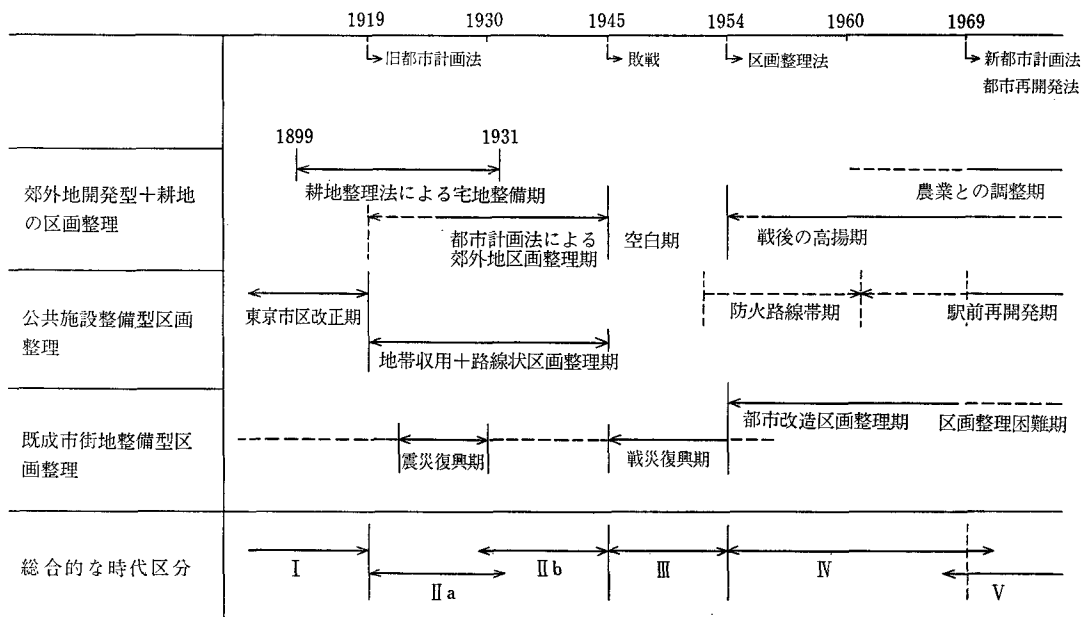 1919 1930 1945 1954 1960 1969
旧都市計画法 敗戦 区画整理法 新都市計画法
都市再開発法
1899 1931
郊外地開発型+耕地
の区画整理
耕地整理法による宅地整備期
農業との調整期
都市計画法による
郊外地区画整理期
空白期
戦後の高揚期
公共施設整備型区画
整理
東京市区改正期
防火路線帯期
駅前再開発期
地帯収用+路線状区画整理期
既成市街地整備型区
画整理
都市改造区画整理期
区画整理困難期
震災復興期
戦災復興期
総合的な時代区分
Ⅰ Ⅱb Ⅲ Ⅳ
Ⅱa Ⅴ